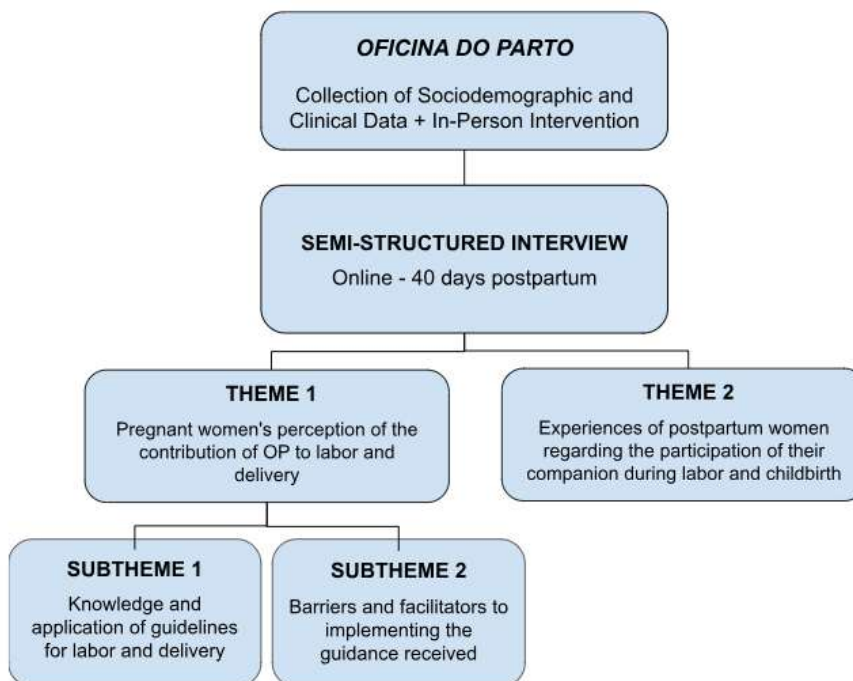 OFICINA DO PARTO
Collection of Sociodemographic and
Clinical Data + In-Person Intervention
SEMI-STRUCTURED INTERVIEW
Online - 40 days postpartum
THEME 1
Pregnant women's perception of the
contribution of OP to labor and
delivery
THEME 2
Experiences of postpartum women
regarding the participation of their
companion during labor and childbirth
SUBTHEME 1
Knowledge and
application of guidelines
for labor and delivery
SUBTHEME 2
Barriers and facilitators to
implementing the
guidance received